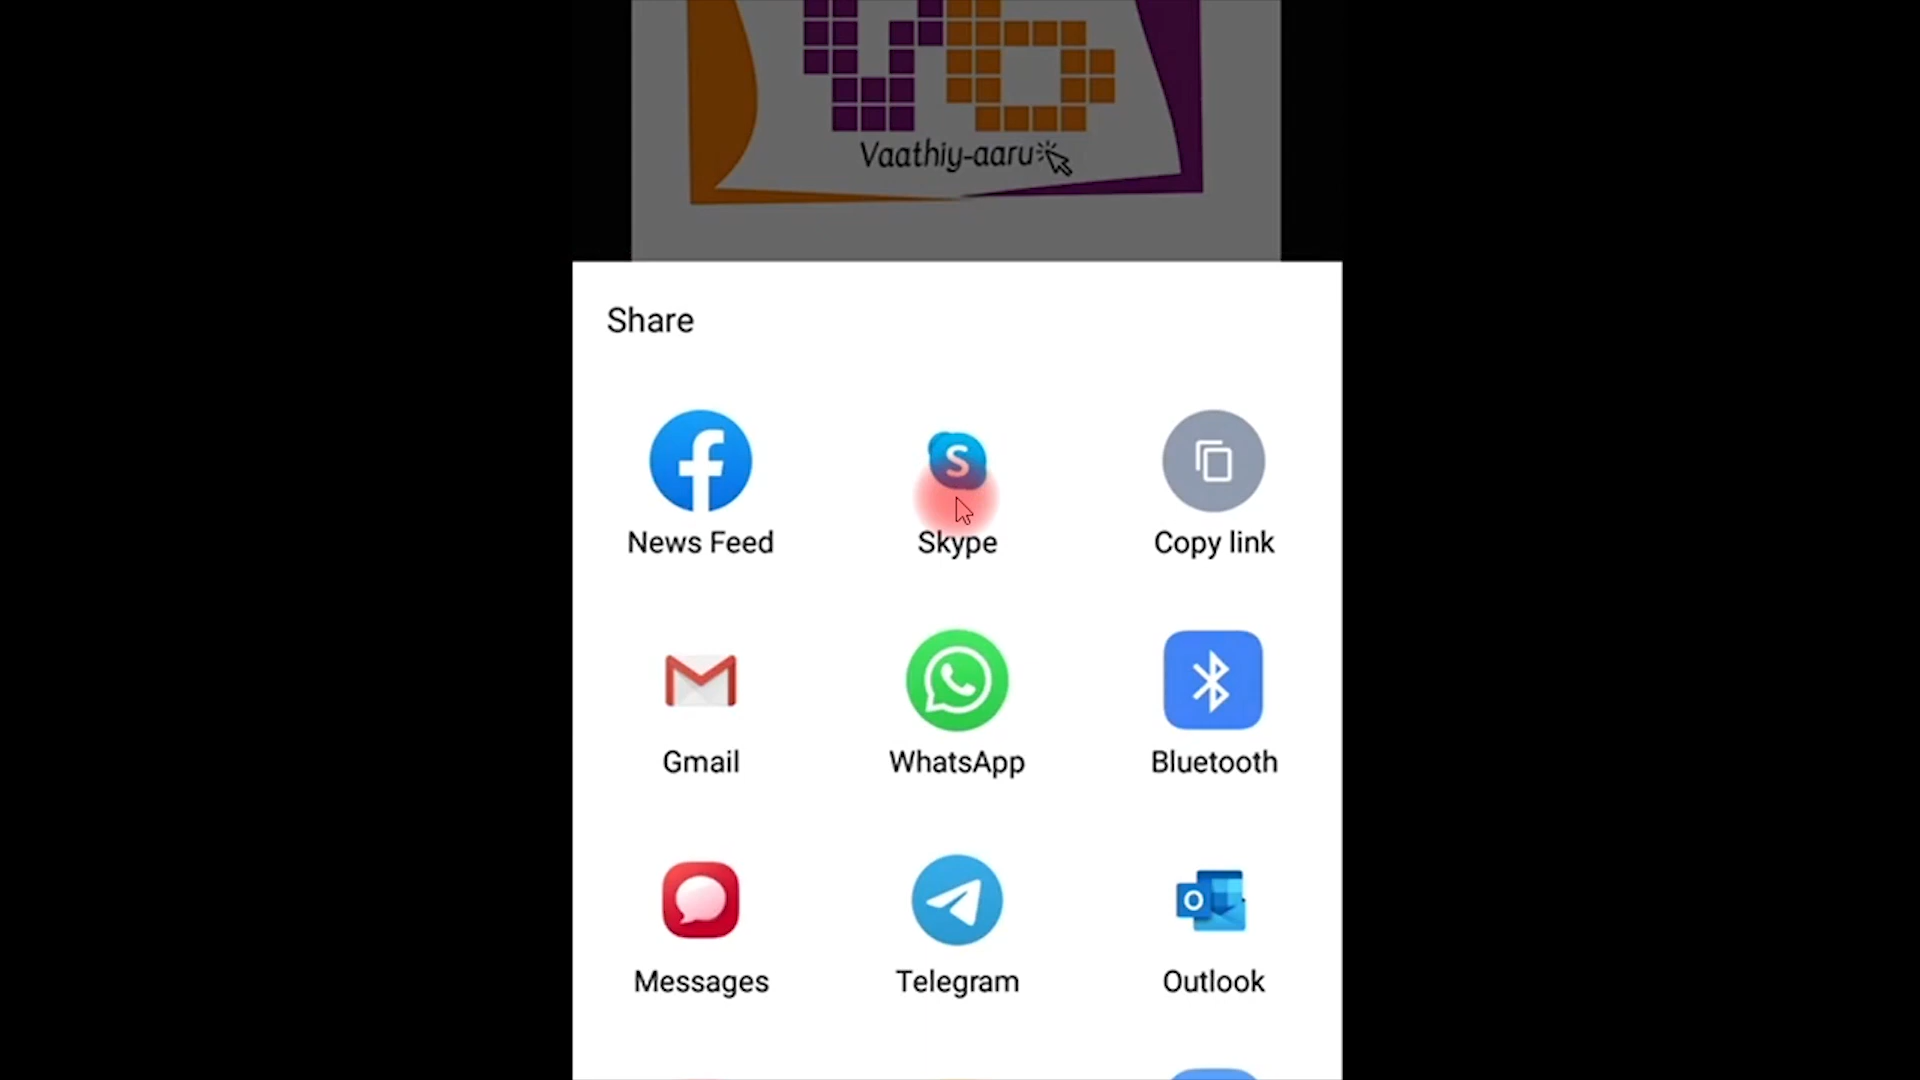 Vaathiy-aaru
Share
News Feed
Skype
Copy link
Gmail
WhatsApp
Bluetooth
Messages
Telegram
Outlook